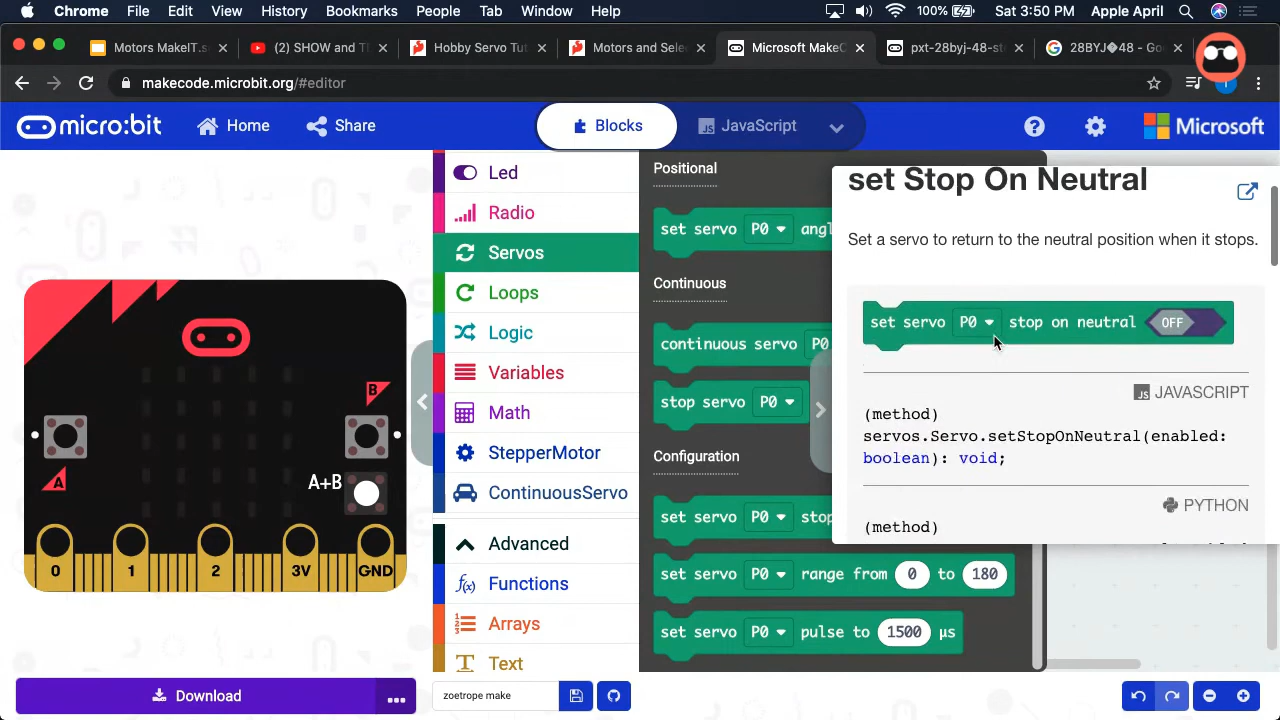 Chrome File Edit View History Bookmarks People Tab Window Help 100% Sat 3:50 PM Apple April
Motors MakeIT.s
(2) SHOW and T
Hobby Servo Tut
Motors and Selec
Microsoft MakeC
pxt-28byj-48-ste
28BYJ�48 - Go
makecode.microbit.org/#editor
micro:bit Home Share Blocks JS JavaScript ? Microsoft
Led
Radio
Servos
Loops
Logic
Variables
Math
StepperMotor
ContinuousServo
Advanced
Functions
Arrays
Text
Positional
set servo P0 angl
Continuous
continuous servo P0
stop servo P0
Configuration
set servo P0 stop
set servo P0 range from 0 to 180
set servo P0 pulse to 1500 µs
set Stop On Neutral
Set a servo to return to the neutral position when it stops.
set servo P0 stop on neutral OFF
JS JAVASCRIPT
(method)
servos.Servo.setStopOnNeutral(enabled:
boolean): void;
PYTHON
(method)
B
A
A+B
0 1 2 3V GND
Download ...
zoetrope make